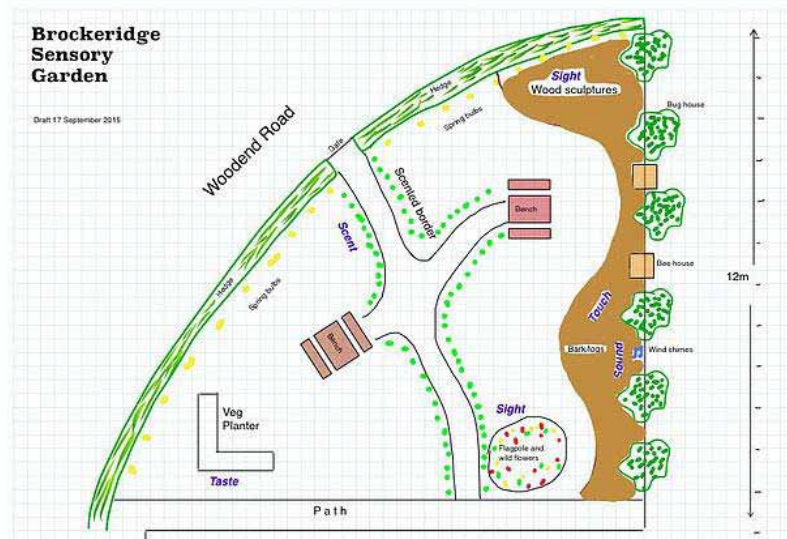 Brockeridge
Sensory
Garden
Draft 17 September 2015
Woodend Road
Gate
Hedge
Spring bulbs
Sight
Wood sculptures
Bug house
Scented border
Scent
Bench
Hedge
Spring bulbs
Bee house
12m
Touch
Bark/logs
Sound
Wind chimes
Bench
Veg
Planter
Taste
Sight
Flagpole and
wild flowers
Path